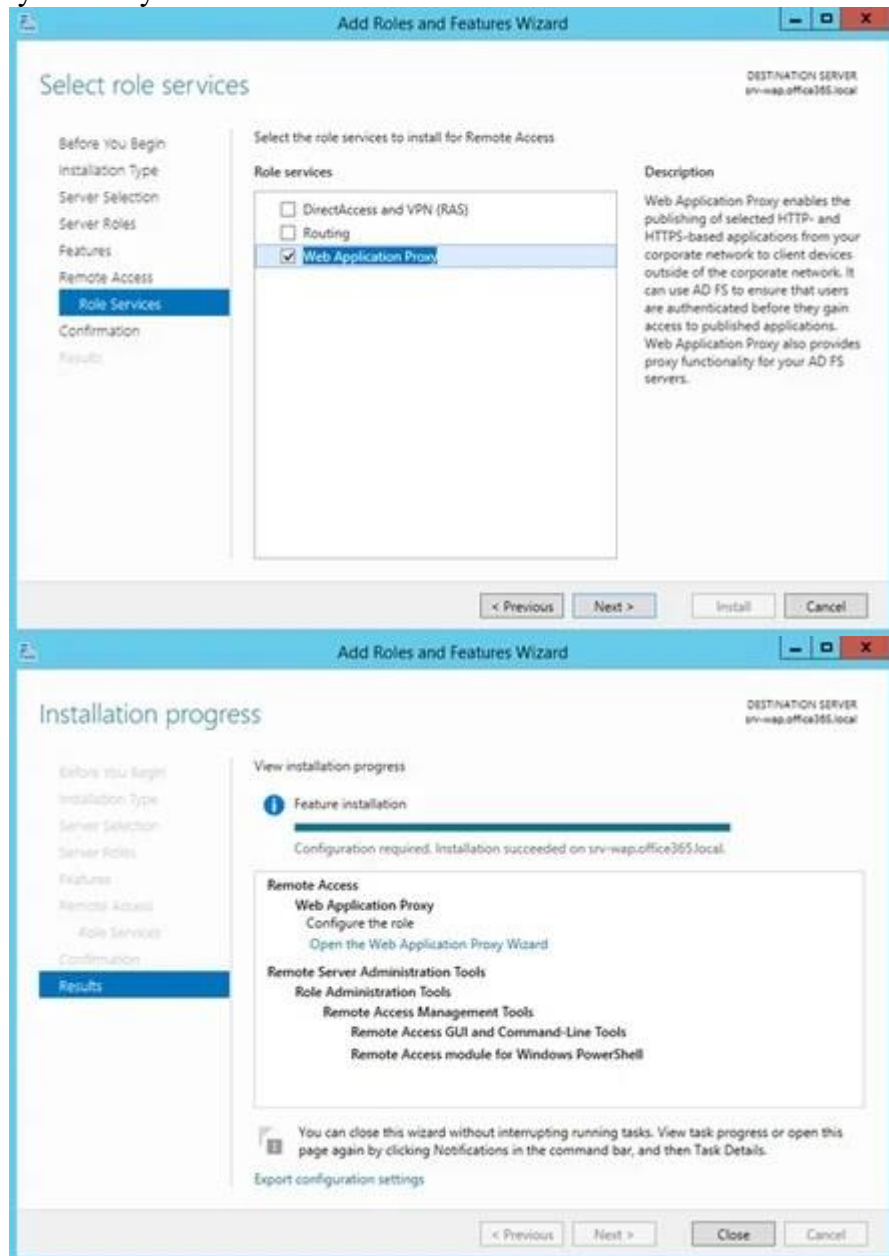 Add Roles and Features Wizard
Select role services
DESTINATION SERVER
srv-wap.office365.local
Before You Begin
Installation Type
Server Selection
Server Roles
Features
Remote Access
Role Services
Confirmation
Results
Select the role services to install for Remote Access
Role services
DirectAccess and VPN (RAS)
Routing
Web Application Proxy
Description
Web Application Proxy enables the
publishing of selected HTTP- and
HTTPS-based applications from your
corporate network to client devices
outside of the corporate network. It
can use AD FS to ensure that users
are authenticated before they gain
access to published applications.
Web Application Proxy also provides
proxy functionality for your AD FS
servers.
< Previous
Next >
Install
Cancel
Add Roles and Features Wizard
Installation progress
DESTINATION SERVER
srv-wap.office365.local
Before You Begin
Installation Type
Server Selection
Server Roles
Features
Remote Access
Role Services
Confirmation
Results
View installation progress
Feature installation
Configuration required. Installation succeeded on srv-wap.office365.local.
Remote Access
Web Application Proxy
Configure the role
Open the Web Application Proxy Wizard
Remote Server Administration Tools
Role Administration Tools
Remote Access Management Tools
Remote Access GUI and Command-Line Tools
Remote Access module for Windows PowerShell
You can close this wizard without interrupting running tasks. View task progress or open this
page again by clicking Notifications in the command bar, and then Task Details.
Export configuration settings
< Previous
Next >
Close
Cancel